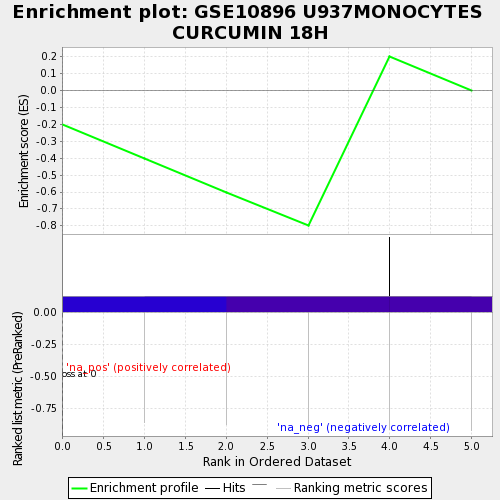 Enrichment plot: GSE10896 U937MONOCYTES
CURCUMIN 18H
Enrichment score (ES)
0.2
0.1
0.0
-0.1
-0.2
-0.3
-0.4
-0.5
-0.6
-0.7
-0.8
Ranked list metric (PreRanked)
0.00
-0.25
-0.50
-0.75
'na_pos' (positively correlated)
'na_neg' (negatively correlated)
0.0 0.5 1.0 1.5 2.0 2.5 3.0 3.5 4.0 4.5 5.0
Rank in Ordered Dataset
Enrichment profile Hits Ranking metric scores